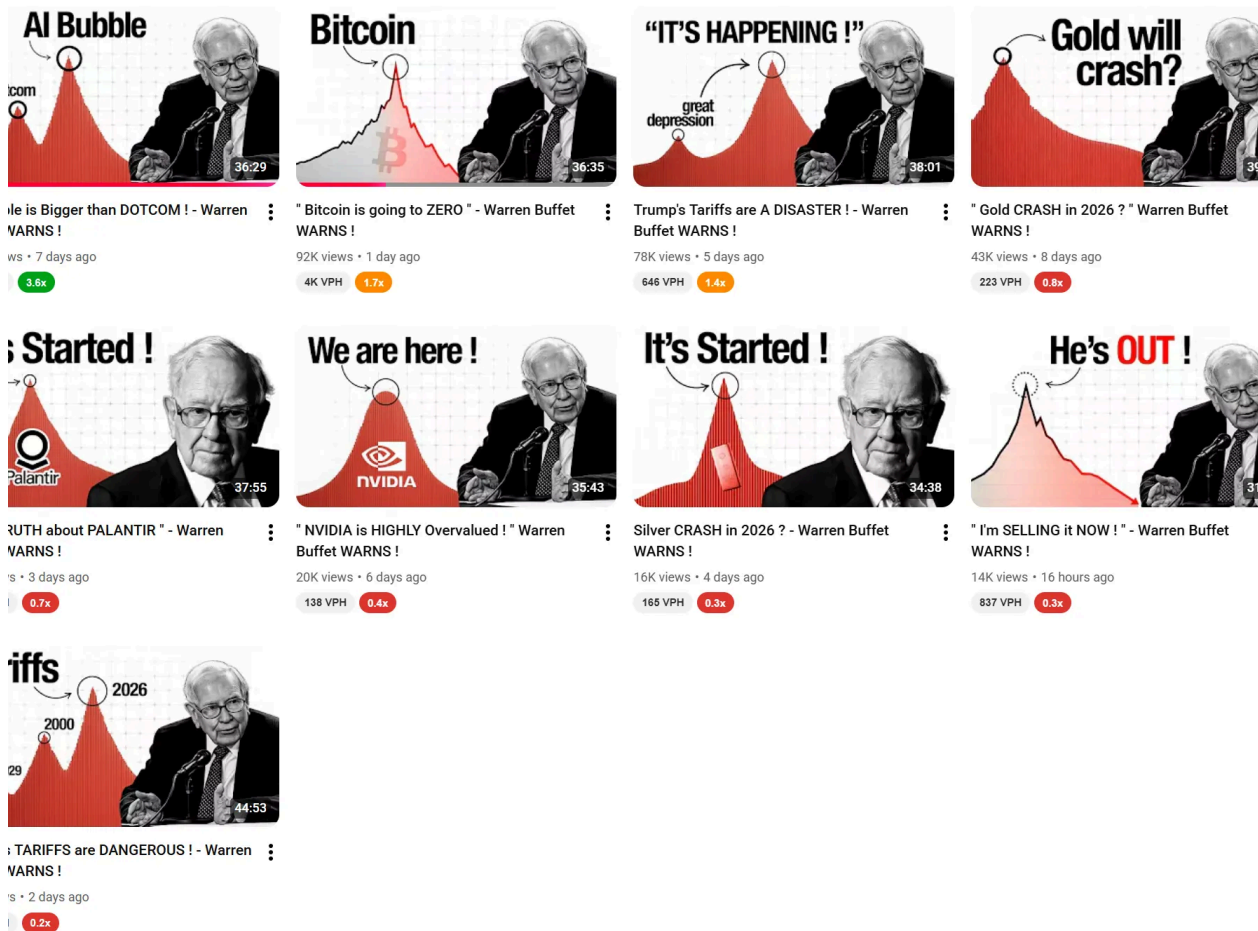 AI Bubble
tcom
36:29
ole is Bigger than DOTCOM ! - Warren
WARNS !
ws • 7 days ago
3.6x
Bitcoin
36:35
" Bitcoin is going to ZERO " - Warren Buffet
WARNS !
92K views • 1 day ago
4K VPH 1.7x
“IT’S HAPPENING !”
great
depression
38:01
Trump's Tariffs are A DISASTER ! - Warren
Buffet WARNS !
78K views • 5 days ago
646 VPH 1.4x
Gold will
crash?
39
" Gold CRASH in 2026 ? " Warren Buffet
WARNS !
43K views • 8 days ago
223 VPH 0.8x
s Started !
Palantir
37:55
RUTH about PALANTIR " - Warren
WARNS !
s • 3 days ago
0.7x
We are here !
NVIDIA
35:43
" NVIDIA is HIGHLY Overvalued ! " Warren
Buffet WARNS !
20K views • 6 days ago
138 VPH 0.4x
It’s Started !
34:38
Silver CRASH in 2026 ? - Warren Buffet
WARNS !
16K views • 4 days ago
165 VPH 0.3x
He’s OUT !
31
" I'm SELLING it NOW ! " - Warren Buffet
WARNS !
14K views • 16 hours ago
837 VPH 0.3x
riffs
2026
2000
29
44:53
s TARIFFS are DANGEROUS ! - Warren
WARNS !
s • 2 days ago
0.2x